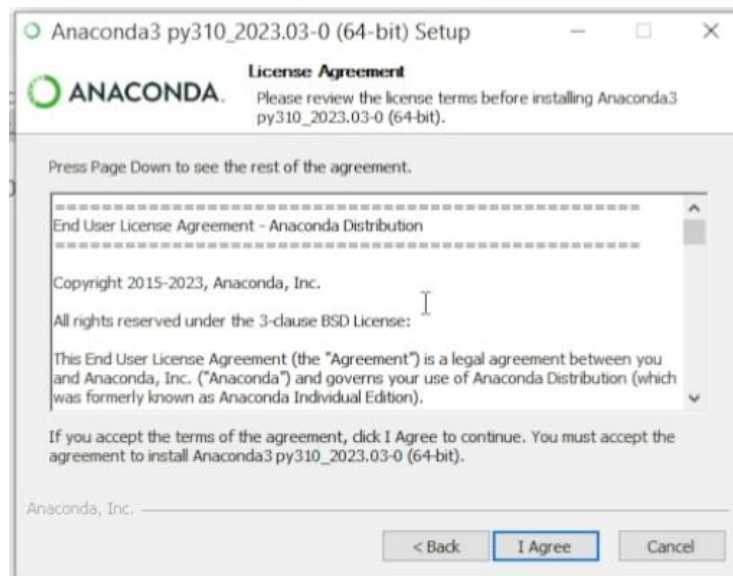 Anaconda3 py310_2023.03-0 (64-bit) Setup
ANACONDA.
License Agreement
Please review the license terms before installing Anaconda3
py310_2023.03-0 (64-bit).
Press Page Down to see the rest of the agreement.
====================================================
End User License Agreement - Anaconda Distribution
====================================================
Copyright 2015-2023, Anaconda, Inc.
All rights reserved under the 3-clause BSD License:
This End User License Agreement (the "Agreement") is a legal agreement between you
and Anaconda, Inc. ("Anaconda") and governs your use of Anaconda Distribution (which
was formerly known as Anaconda Individual Edition).
If you accept the terms of the agreement, click I Agree to continue. You must accept the
agreement to install Anaconda3 py310_2023.03-0 (64-bit).
Anaconda, Inc.
< Back
I Agree
Cancel